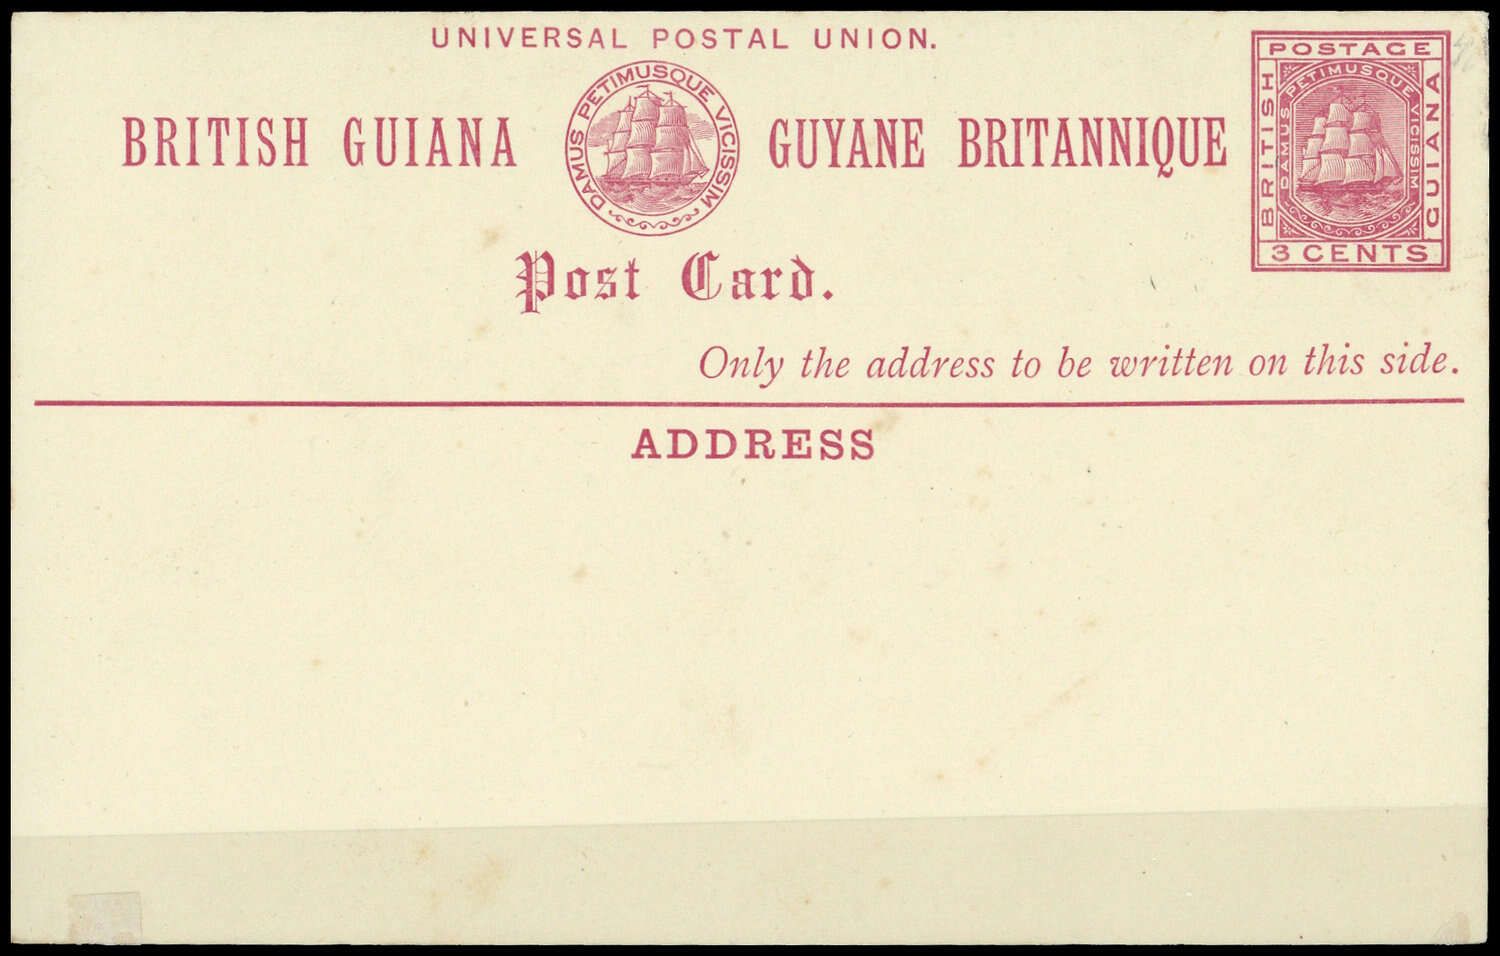 UNIVERSAL POSTAL UNION.
BRITISH GUIANA
DAMUS PETIMUSQUE VICISSIM
GUYANE BRITANNIQUE
POSTAGE
BRITISH
DAMUS PETIMUSQUE VICISSIM
GUIANA
3 CENTS
Post Card.
Only the address to be written on this side.
ADDRESS